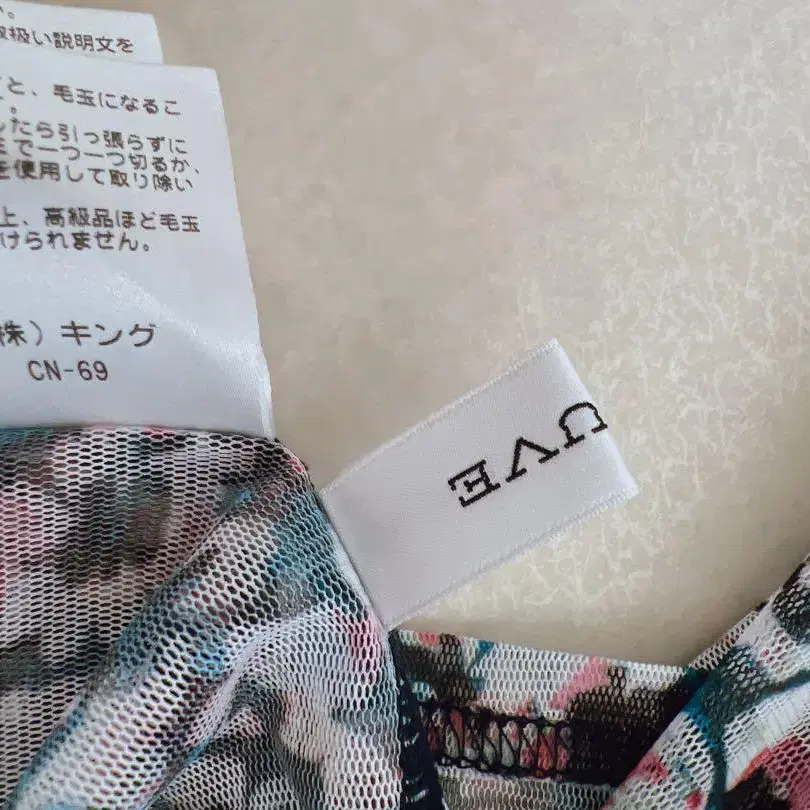 い。
取扱い説明文を
と、毛玉になるこ
。
たら引っ張らずに
で一つ一つ切るか、
を使用して取り除い
上、高級品ほど毛玉
けられません。
株）キング
CN-69
UVE